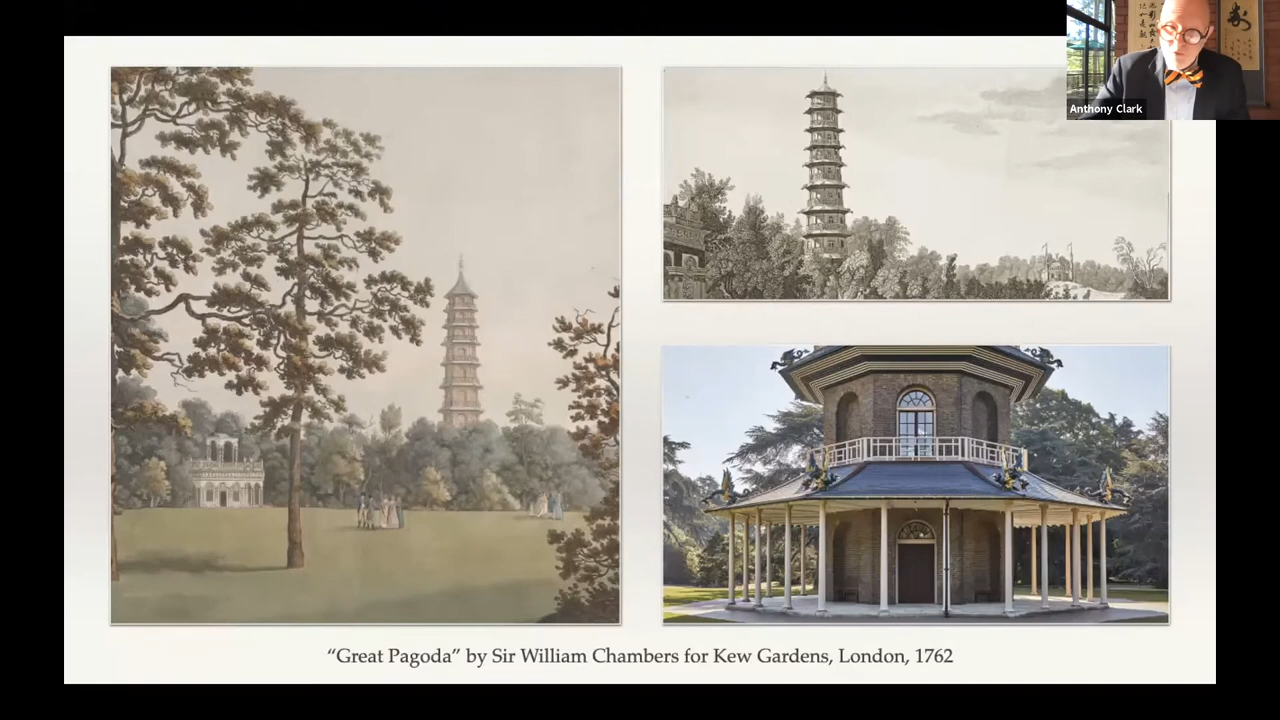 Anthony Clark
“Great Pagoda” by Sir William Chambers for Kew Gardens, London, 1762